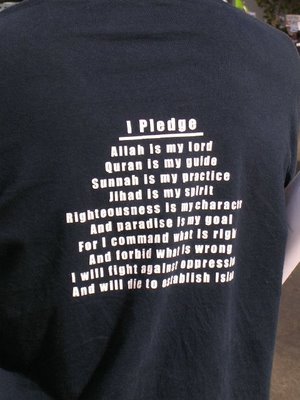 I Pledge
Allah is my lord
Quran is my guide
Sunnah is my practice
Jihad is my spirit
Righteousness is my charact
And paradise is my goal
For I command what is righ
And forbid what is wrong
I will fight against oppressio
And will die to establish Isla